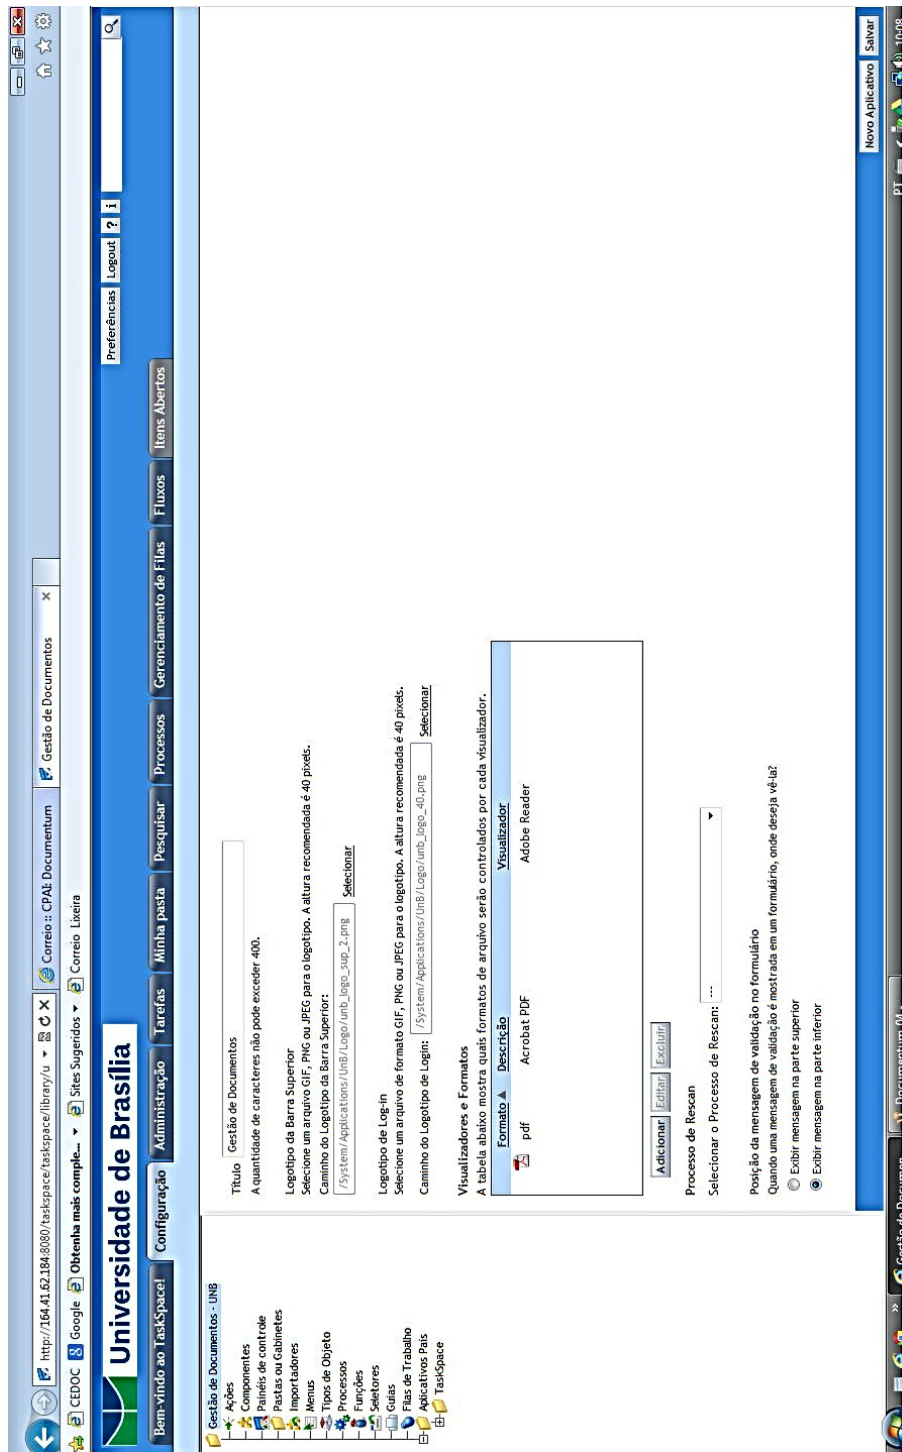 http://164.41.62.184:8080/taskspace/taskspace/library/u
Correio :: CPAI: Documentum
Gestão de Documentos
CEDOC
Google
Obtenha mais comple...
Sites Sugeridos
Correio
Lixeira
Universidade de Brasília
Preferências
Logout
?
i
Bem-vindo ao TaskSpace!
Configuração
Administração
Tarefas
Minha pasta
Pesquisar
Processos
Gerenciamento de Filas
Fluxos
Itens Abertos
Gestão de Documentos - UNB
Ações
Componentes
Painéis de controle
Pastas ou Gabinetes
Importadores
Menus
Tipos de Objeto
Processos
Funções
Seletores
Guias
Filas de Trabalho
Aplicativos Pais
TaskSpace
Título Gestão de Documentos
A quantidade de caracteres não pode exceder 400.
Logotipo da Barra Superior
Selecione um arquivo GIF, PNG ou JPEG para o logotipo. A altura recomendada é 40 pixels.
Caminho do Logotipo da Barra Superior:
/System/Applications/UnB/Logo/unb_logo_sup_2.png Selecionar
Logotipo de Log-in
Selecione um arquivo de formato GIF, PNG ou JPEG para o logotipo. A altura recomendada é 40 pixels.
Caminho do Logotipo de Login: /System/Applications/UnB/Logo/unb_logo_40.png Selecionar
Visualizadores e Formatos
A tabela abaixo mostra quais formatos de arquivo serão controlados por cada visualizador.
Formato Descrição Visualizador
pdf Acrobat PDF Adobe Reader
Adicionar Editar Excluir
Processo de Rescan
Selecionar o Processo de Rescan: ---
Posição da mensagem de validação no formulário
Quando uma mensagem de validação é mostrada em um formulário, onde deseja vê-la?
Exibir mensagem na parte superior
Exibir mensagem na parte inferior
Novo Aplicativo Salvar
Gestão de Documen...
PT
10:08